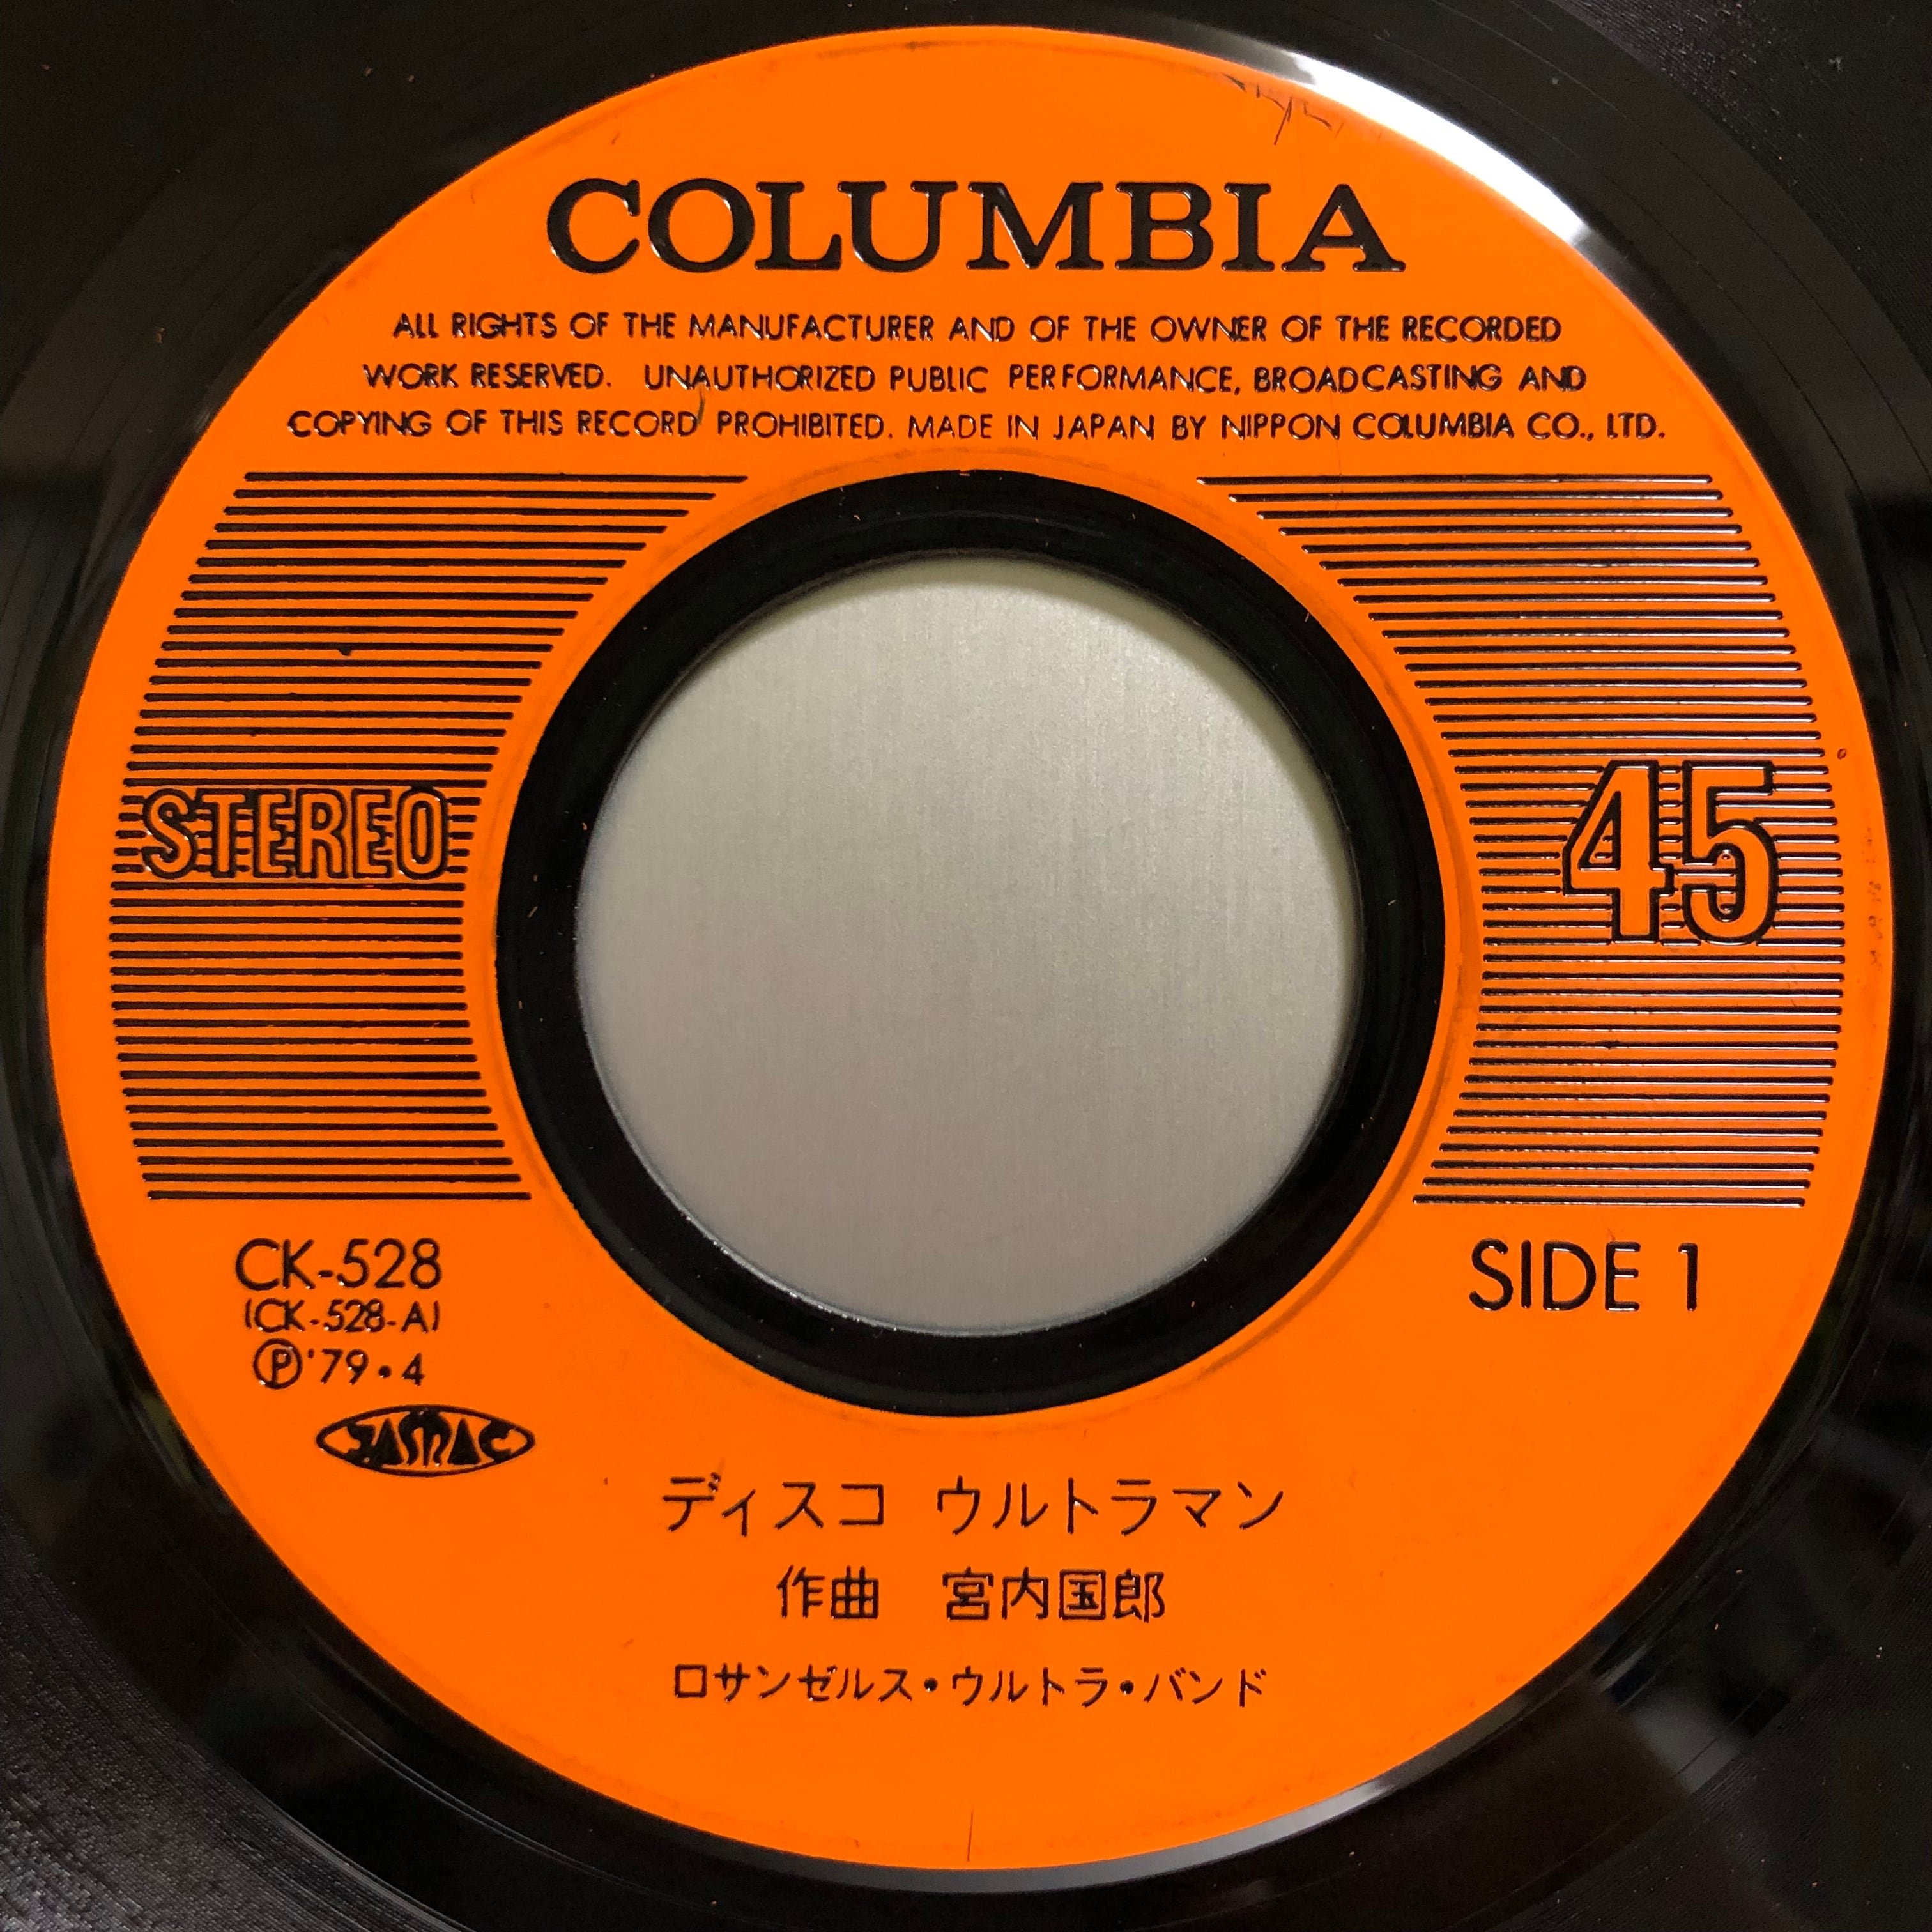 COLUMBIA
ALL RIGHTS OF THE MANUFACTURER AND OF THE OWNER OF THE RECORDED
WORK RESERVED. UNAUTHORIZED PUBLIC PERFORMANCE, BROADCASTING AND
COPYING OF THIS RECORD PROHIBITED. MADE IN JAPAN BY NIPPON COLUMBIA CO., LTD.
STEREO
45
CK-528
(CK-528-A)
Ⓟ'79・4
JASRAC
SIDE 1
ディスコ ウルトラマン
作曲 宮内国郎
ロサンゼルス・ウルトラ・バンド